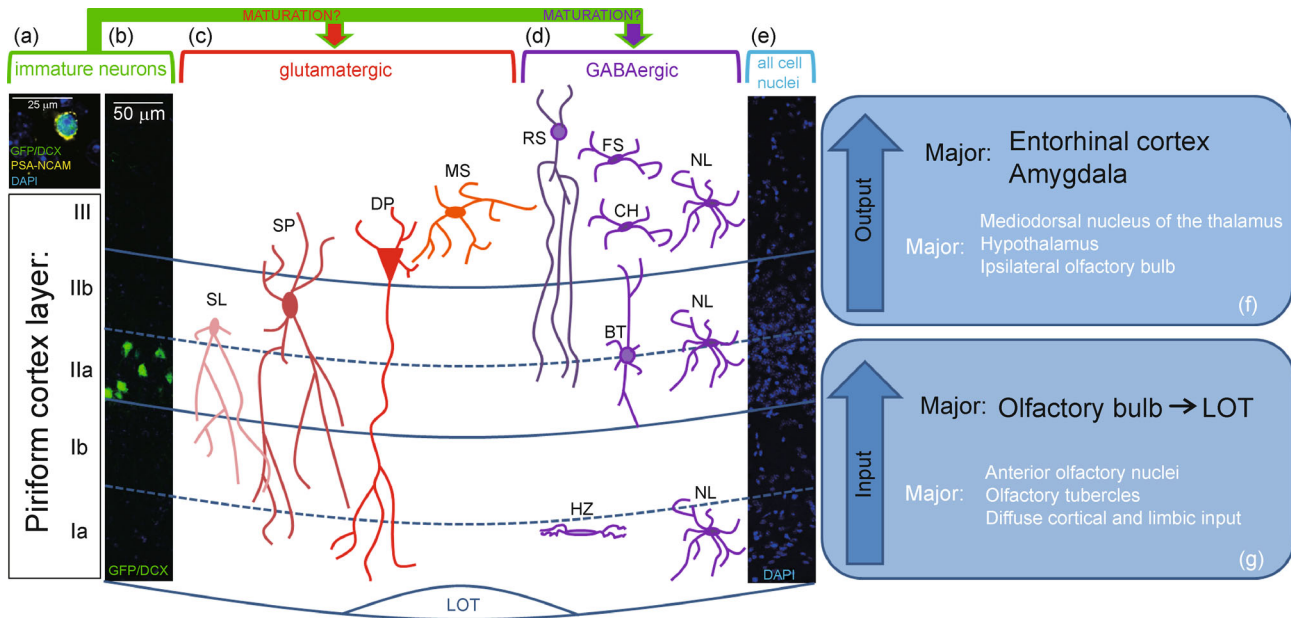 MATURATION?
MATURATION?
(a)
(b)
(c)
(d)
(e)
immature neurons
glutamatergic
GABAergic
all cell
nuclei
25 μm
GFP/DCX
PSA-NCAM
DAPI
50 μm
Piriform cortex layer:
III
IIb
IIa
Ib
Ia
GFP/DCX
SL
SP
DP
MS
RS
FS
NL
CH
BT
NL
HZ
NL
LOT
DAPI
Output
Major: Entorhinal cortex
Amygdala
Major: Mediodorsal nucleus of the thalamus
Hypothalamus
Ipsilateral olfactory bulb
(f)
Input
Major: Olfactory bulb → LOT
Major: Anterior olfactory nuclei
Olfactory tubercles
Diffuse cortical and limbic input
(g)